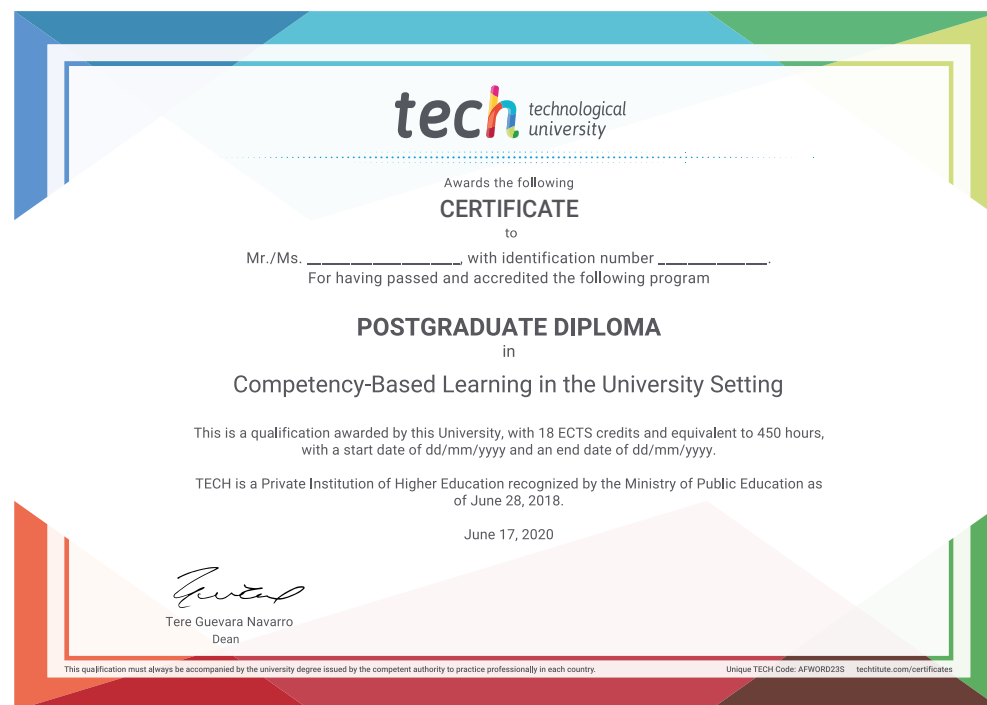 tech technological
university
Awards the following
CERTIFICATE
to
Mr./Ms. ____________________, with identification number ______________.
For having passed and accredited the following program
POSTGRADUATE DIPLOMA
in
Competency-Based Learning in the University Setting
This is a qualification awarded by this University, with 18 ECTS credits and equivalent to 450 hours,
with a start date of dd/mm/yyyy and an end date of dd/mm/yyyy.
TECH is a Private Institution of Higher Education recognized by the Ministry of Public Education as
of June 28, 2018.
June 17, 2020
Tere Guevara Navarro
Dean
This qualification must always be accompanied by the university degree issued by the competent authority to practice professionally in each country.
Unique TECH Code: AFWORD23S techtitute.com/certificates